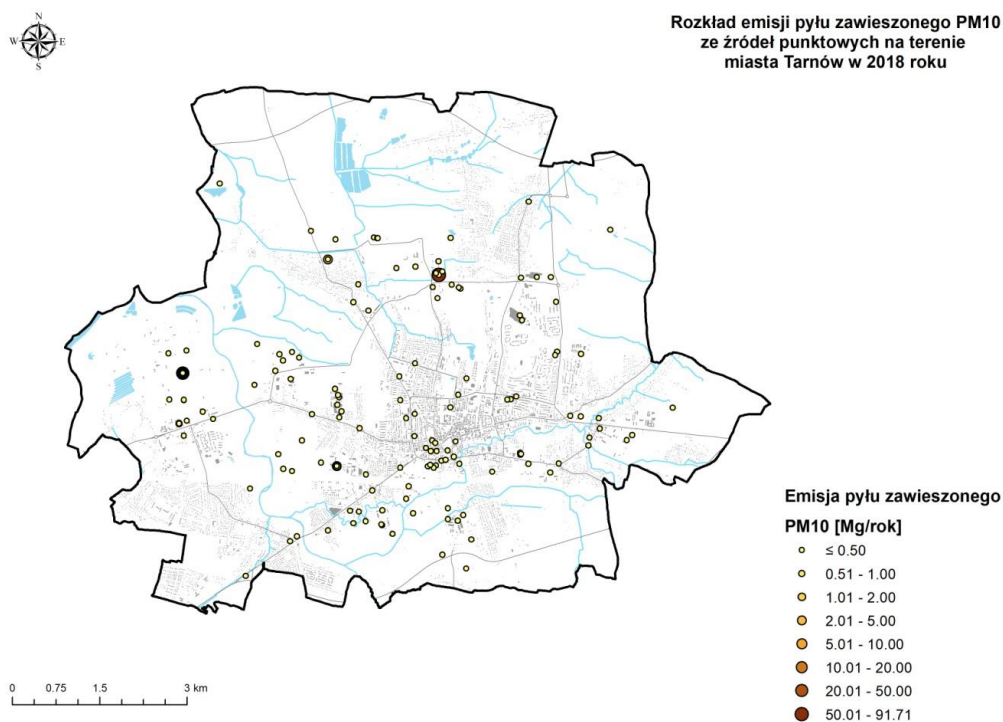 N
W E
S
Rozkład emisji pyłu zawieszonego PM10
ze źródeł punktowych na terenie
miasta Tarnów w 2018 roku
Emisja pyłu zawieszonego
PM10 [Mg/rok]
≤ 0.50
0.51 - 1.00
1.01 - 2.00
2.01 - 5.00
5.01 - 10.00
10.01 - 20.00
20.01 - 50.00
50.01 - 91.71
0 0.75 1.5 3 km